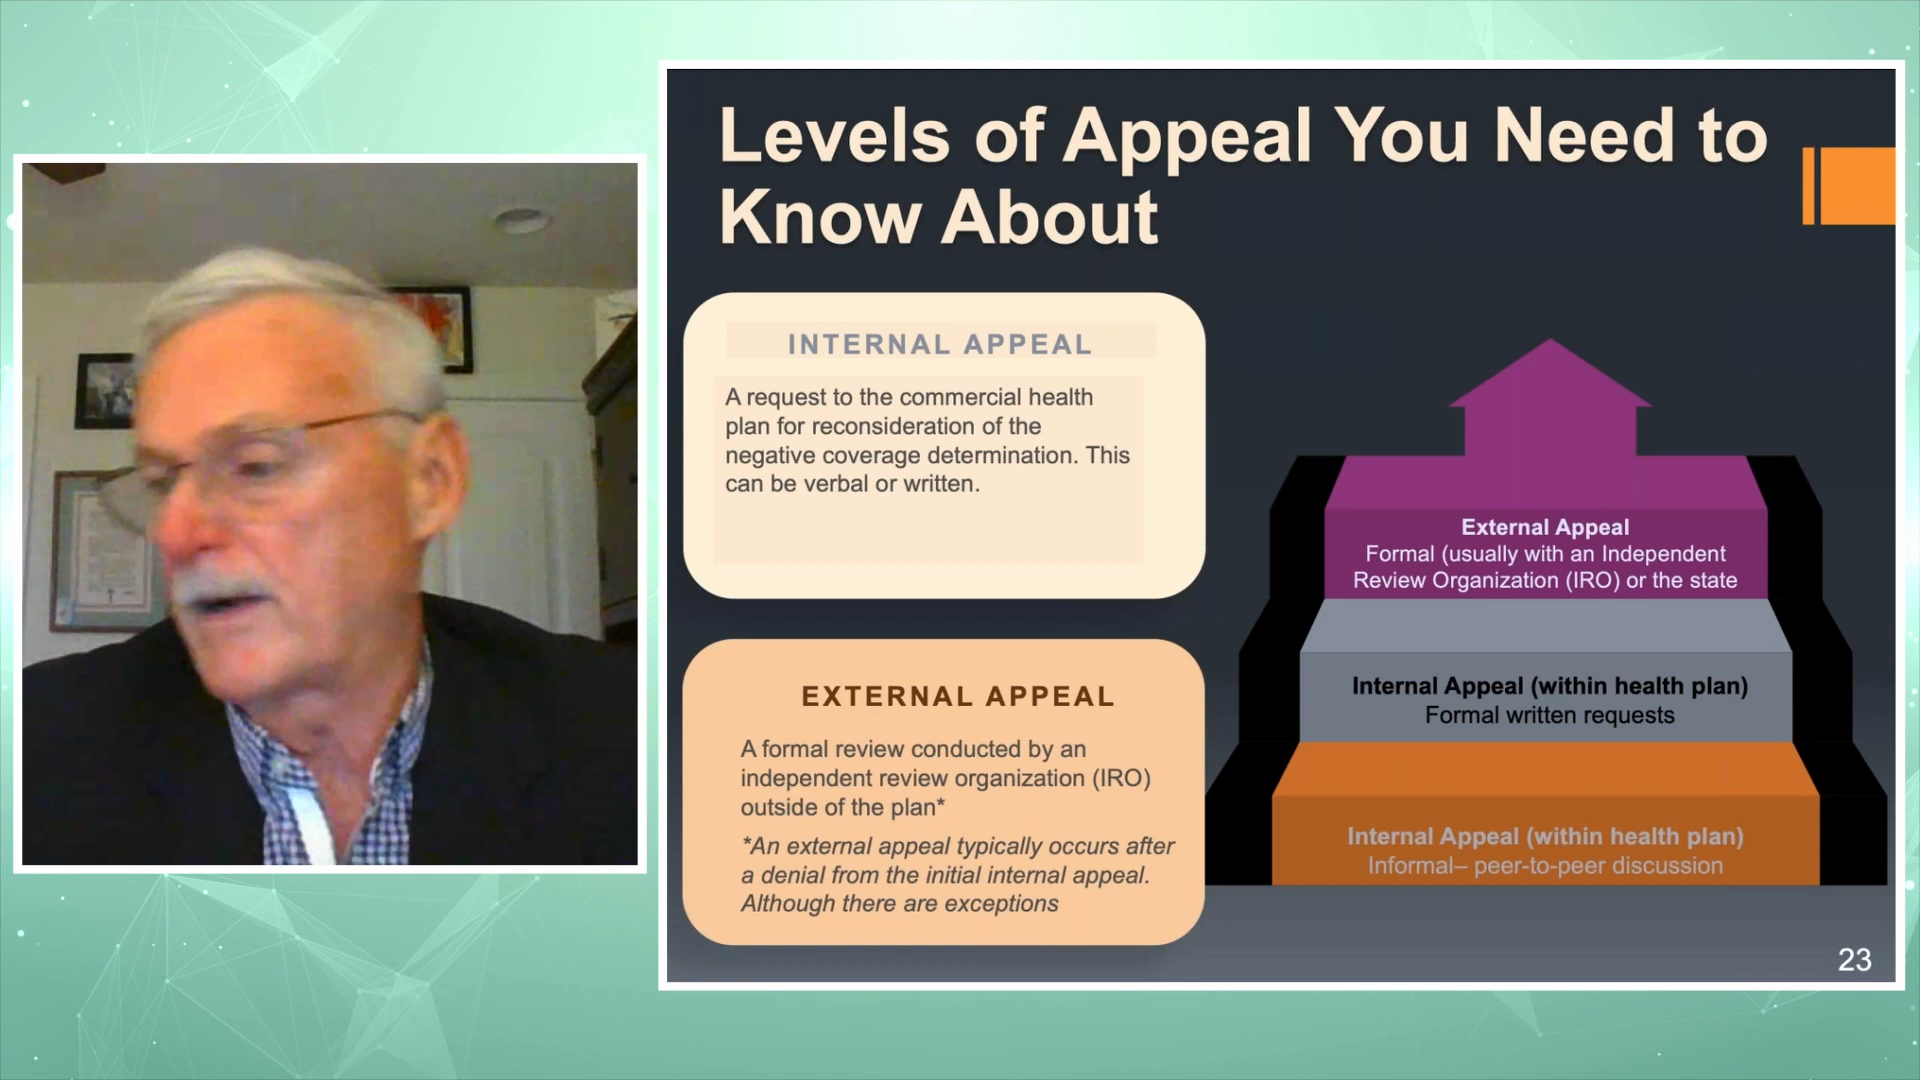 Levels of Appeal You Need to
Know About
INTERNAL APPEAL
A request to the commercial health
plan for reconsideration of the
negative coverage determination. This
can be verbal or written.
EXTERNAL APPEAL
A formal review conducted by an
independent review organization (IRO)
outside of the plan*
*An external appeal typically occurs after
a denial from the initial internal appeal.
Although there are exceptions
External Appeal
Formal (usually with an Independent
Review Organization (IRO) or the state
Internal Appeal (within health plan)
Formal written requests
Internal Appeal (within health plan)
Informal– peer-to-peer discussion
23